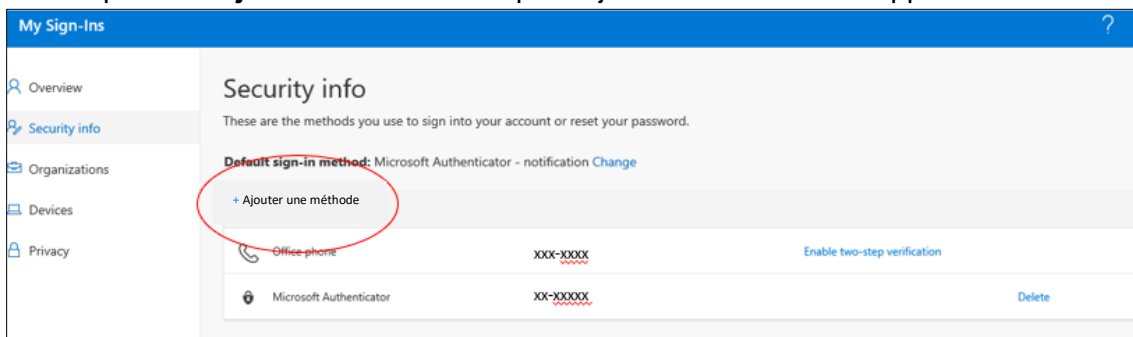 My Sign-Ins
?
Overview
Security info
Organizations
Devices
Privacy
Security info
These are the methods you use to sign into your account or reset your password.
Default sign-in method: Microsoft Authenticator - notification Change
+ Ajouter une méthode
Office phone xxx-xxxx Enable two-step verification
Microsoft Authenticator xx-xxxxx Delete